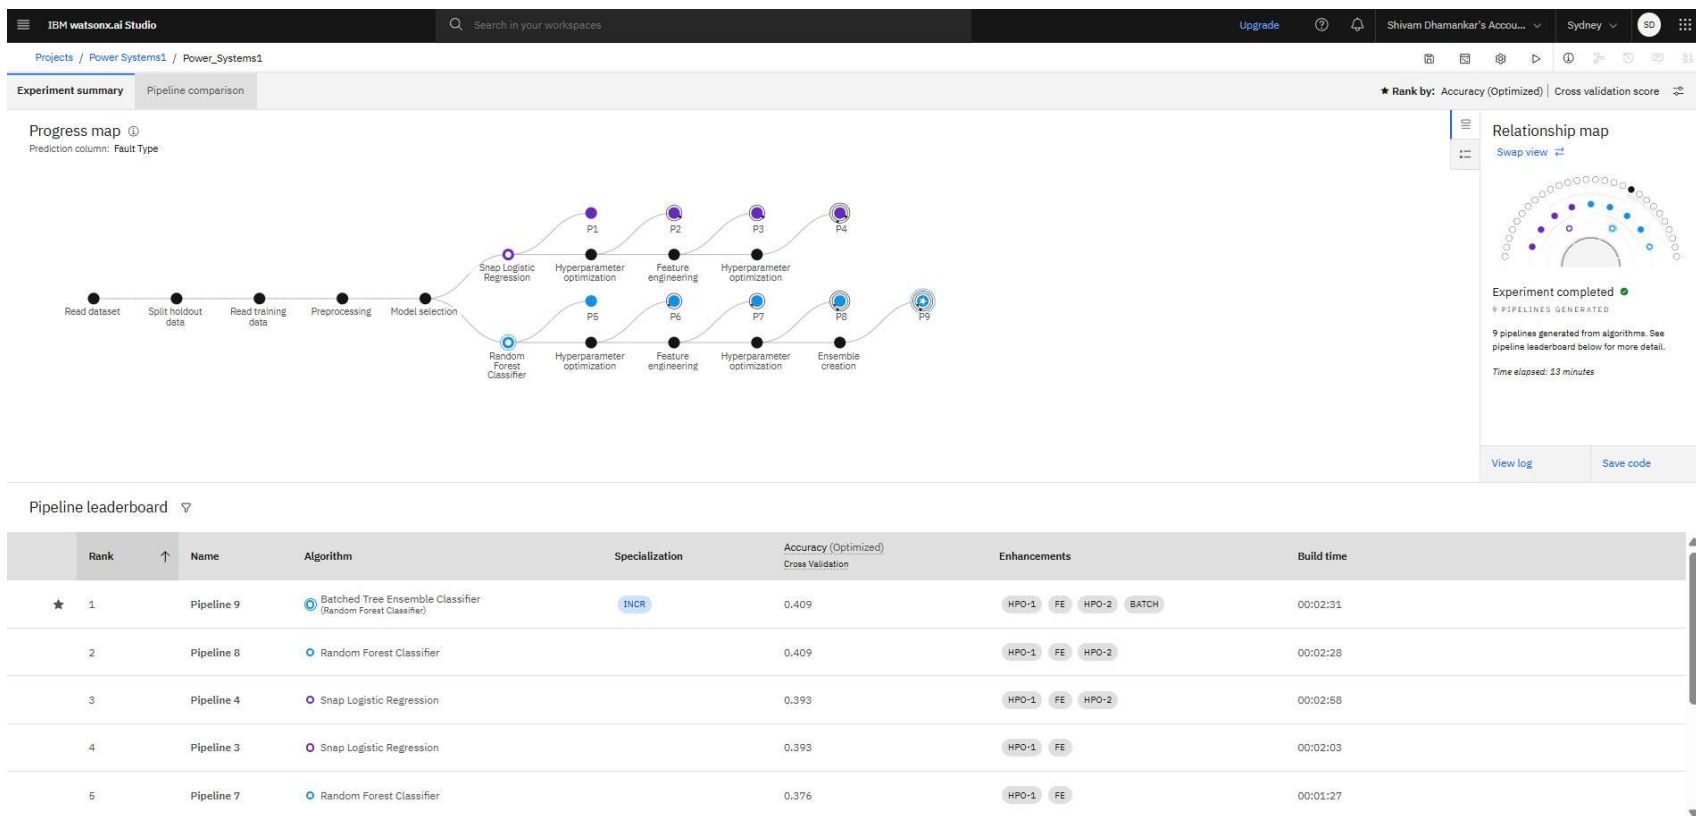 IBM watsonx.ai Studio
Search in your workspaces
Upgrade
Shivam Dhamankar's Accou...
Sydney
SD
Projects / Power Systems1 / Power_Systems1
Experiment summary
Pipeline comparison
Rank by: Accuracy (Optimized) | Cross validation score
Progress map
Prediction column: Fault Type
P1
P2
P3
P4
Snap Logistic
Regression
Hyperparameter
optimization
Feature
engineering
Hyperparameter
optimization
Read dataset
Split holdout
data
Read training
data
Preprocessing
Model selection
P5
P6
P7
P8
P9
Random
Forest
Classifier
Hyperparameter
optimization
Feature
engineering
Hyperparameter
optimization
Ensemble
creation
Relationship map
Swap view
Experiment completed
9 PIPELINES GENERATED
9 pipelines generated from algorithms. See
pipeline leaderboard below for more detail.
Time elapsed: 13 minutes
View log
Save code
Pipeline leaderboard
Rank Name Algorithm Specialization Accuracy (Optimized) Enhancements Build time
Cross Validation
1 Pipeline 9 Batched Tree Ensemble Classifier INCR 0.409 HPO-1 FE HPO-2 BATCH 00:02:31
(Random Forest Classifier)
2 Pipeline 8 Random Forest Classifier 0.409 HPO-1 FE HPO-2 00:02:28
3 Pipeline 4 Snap Logistic Regression 0.393 HPO-1 FE HPO-2 00:02:58
4 Pipeline 3 Snap Logistic Regression 0.393 HPO-1 FE 00:02:03
5 Pipeline 7 Random Forest Classifier 0.376 HPO-1 FE 00:01:27